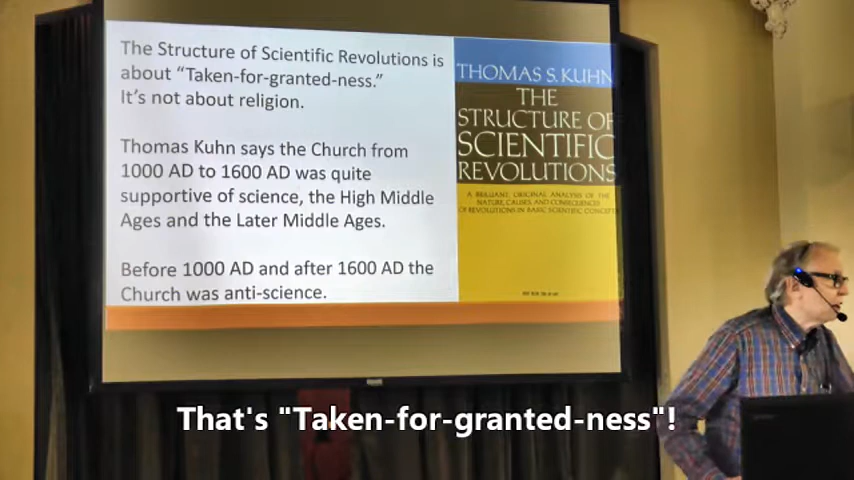 The Structure of Scientific Revolutions is
about “Taken-for-granted-ness.”
It’s not about religion.
Thomas Kuhn says the Church from
1000 AD to 1600 AD was quite
supportive of science, the High Middle
Ages and the Later Middle Ages.
Before 1000 AD and after 1600 AD the
Church was anti-science.
THOMAS S. KUHN
THE
STRUCTURE OF
SCIENTIFIC
REVOLUTIONS
A BRILLIANT, ORIGINAL ANALYSIS OF THE
NATURE, CAUSES, AND CONSEQUENCES
OF REVOLUTIONS IN BASIC SCIENTIFIC CONCEPTS
That's "Taken-for-granted-ness"!